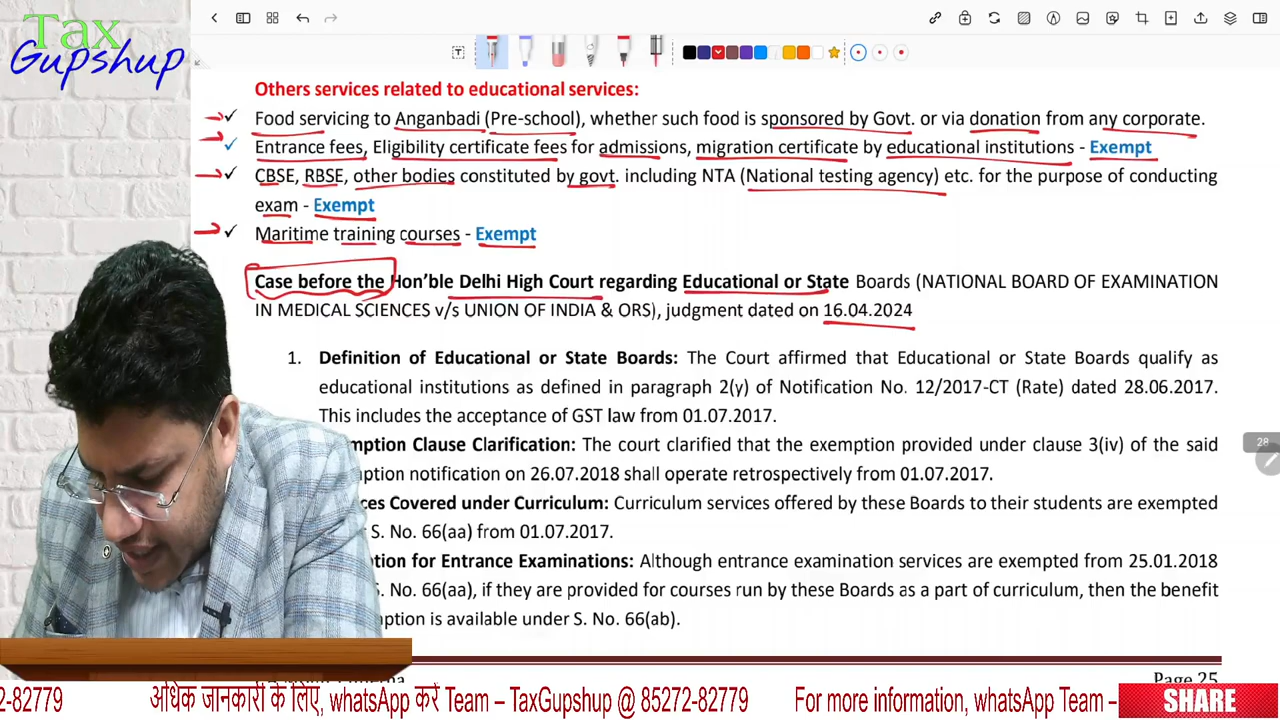 Tax
Gupshup
Others services related to educational services:
✓ Food servicing to Anganbadi (Pre-school), whether such food is sponsored by Govt. or via donation from any corporate.
✓ Entrance fees, Eligibility certificate fees for admissions, migration certificate by educational institutions - Exempt
✓ CBSE, RBSE, other bodies constituted by govt. including NTA (National testing agency) etc. for the purpose of conducting
exam - Exempt
✓ Maritime training courses - Exempt
Case before the Hon’ble Delhi High Court regarding Educational or State Boards (NATIONAL BOARD OF EXAMINATION
IN MEDICAL SCIENCES v/s UNION OF INDIA & ORS), judgment dated on 16.04.2024
28
1. Definition of Educational or State Boards: The Court affirmed that Educational or State Boards qualify as
educational institutions as defined in paragraph 2(y) of Notification No. 12/2017-CT (Rate) dated 28.06.2017.
This includes the acceptance of GST law from 01.07.2017.
mption Clause Clarification: The court clarified that the exemption provided under clause 3(iv) of the said
ption notification on 26.07.2018 shall operate retrospectively from 01.07.2017.
ces Covered under Curriculum: Curriculum services offered by these Boards to their students are exempted
S. No. 66(aa) from 01.07.2017.
ption for Entrance Examinations: Although entrance examination services are exempted from 25.01.2018
S. No. 66(aa), if they are provided for courses run by these Boards as a part of curriculum, then the benefit
ption is available under S. No. 66(ab).
Page 25
2-82779 अधिक जानकारी के लिए, whatsApp करें Team – TaxGupshup @ 85272-82779 For more information, whatsApp Team –
SHARE